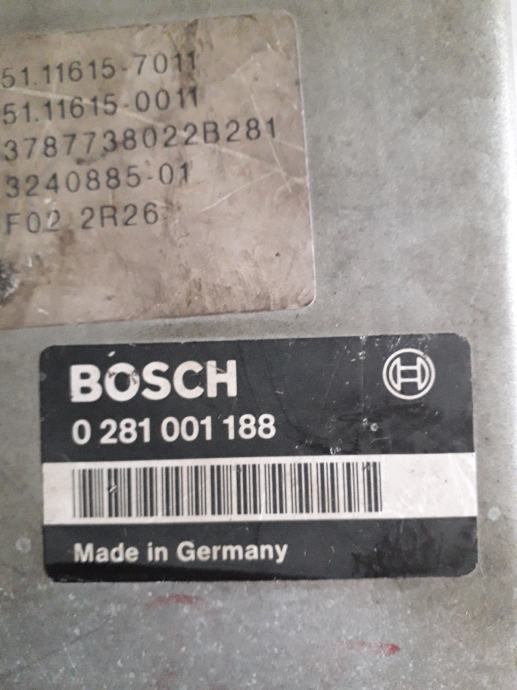 51.11615-7011
51.11615-0011
3787738022B281
3240885-01
F02 2R26
BOSCH
0 281 001 188
Made in Germany